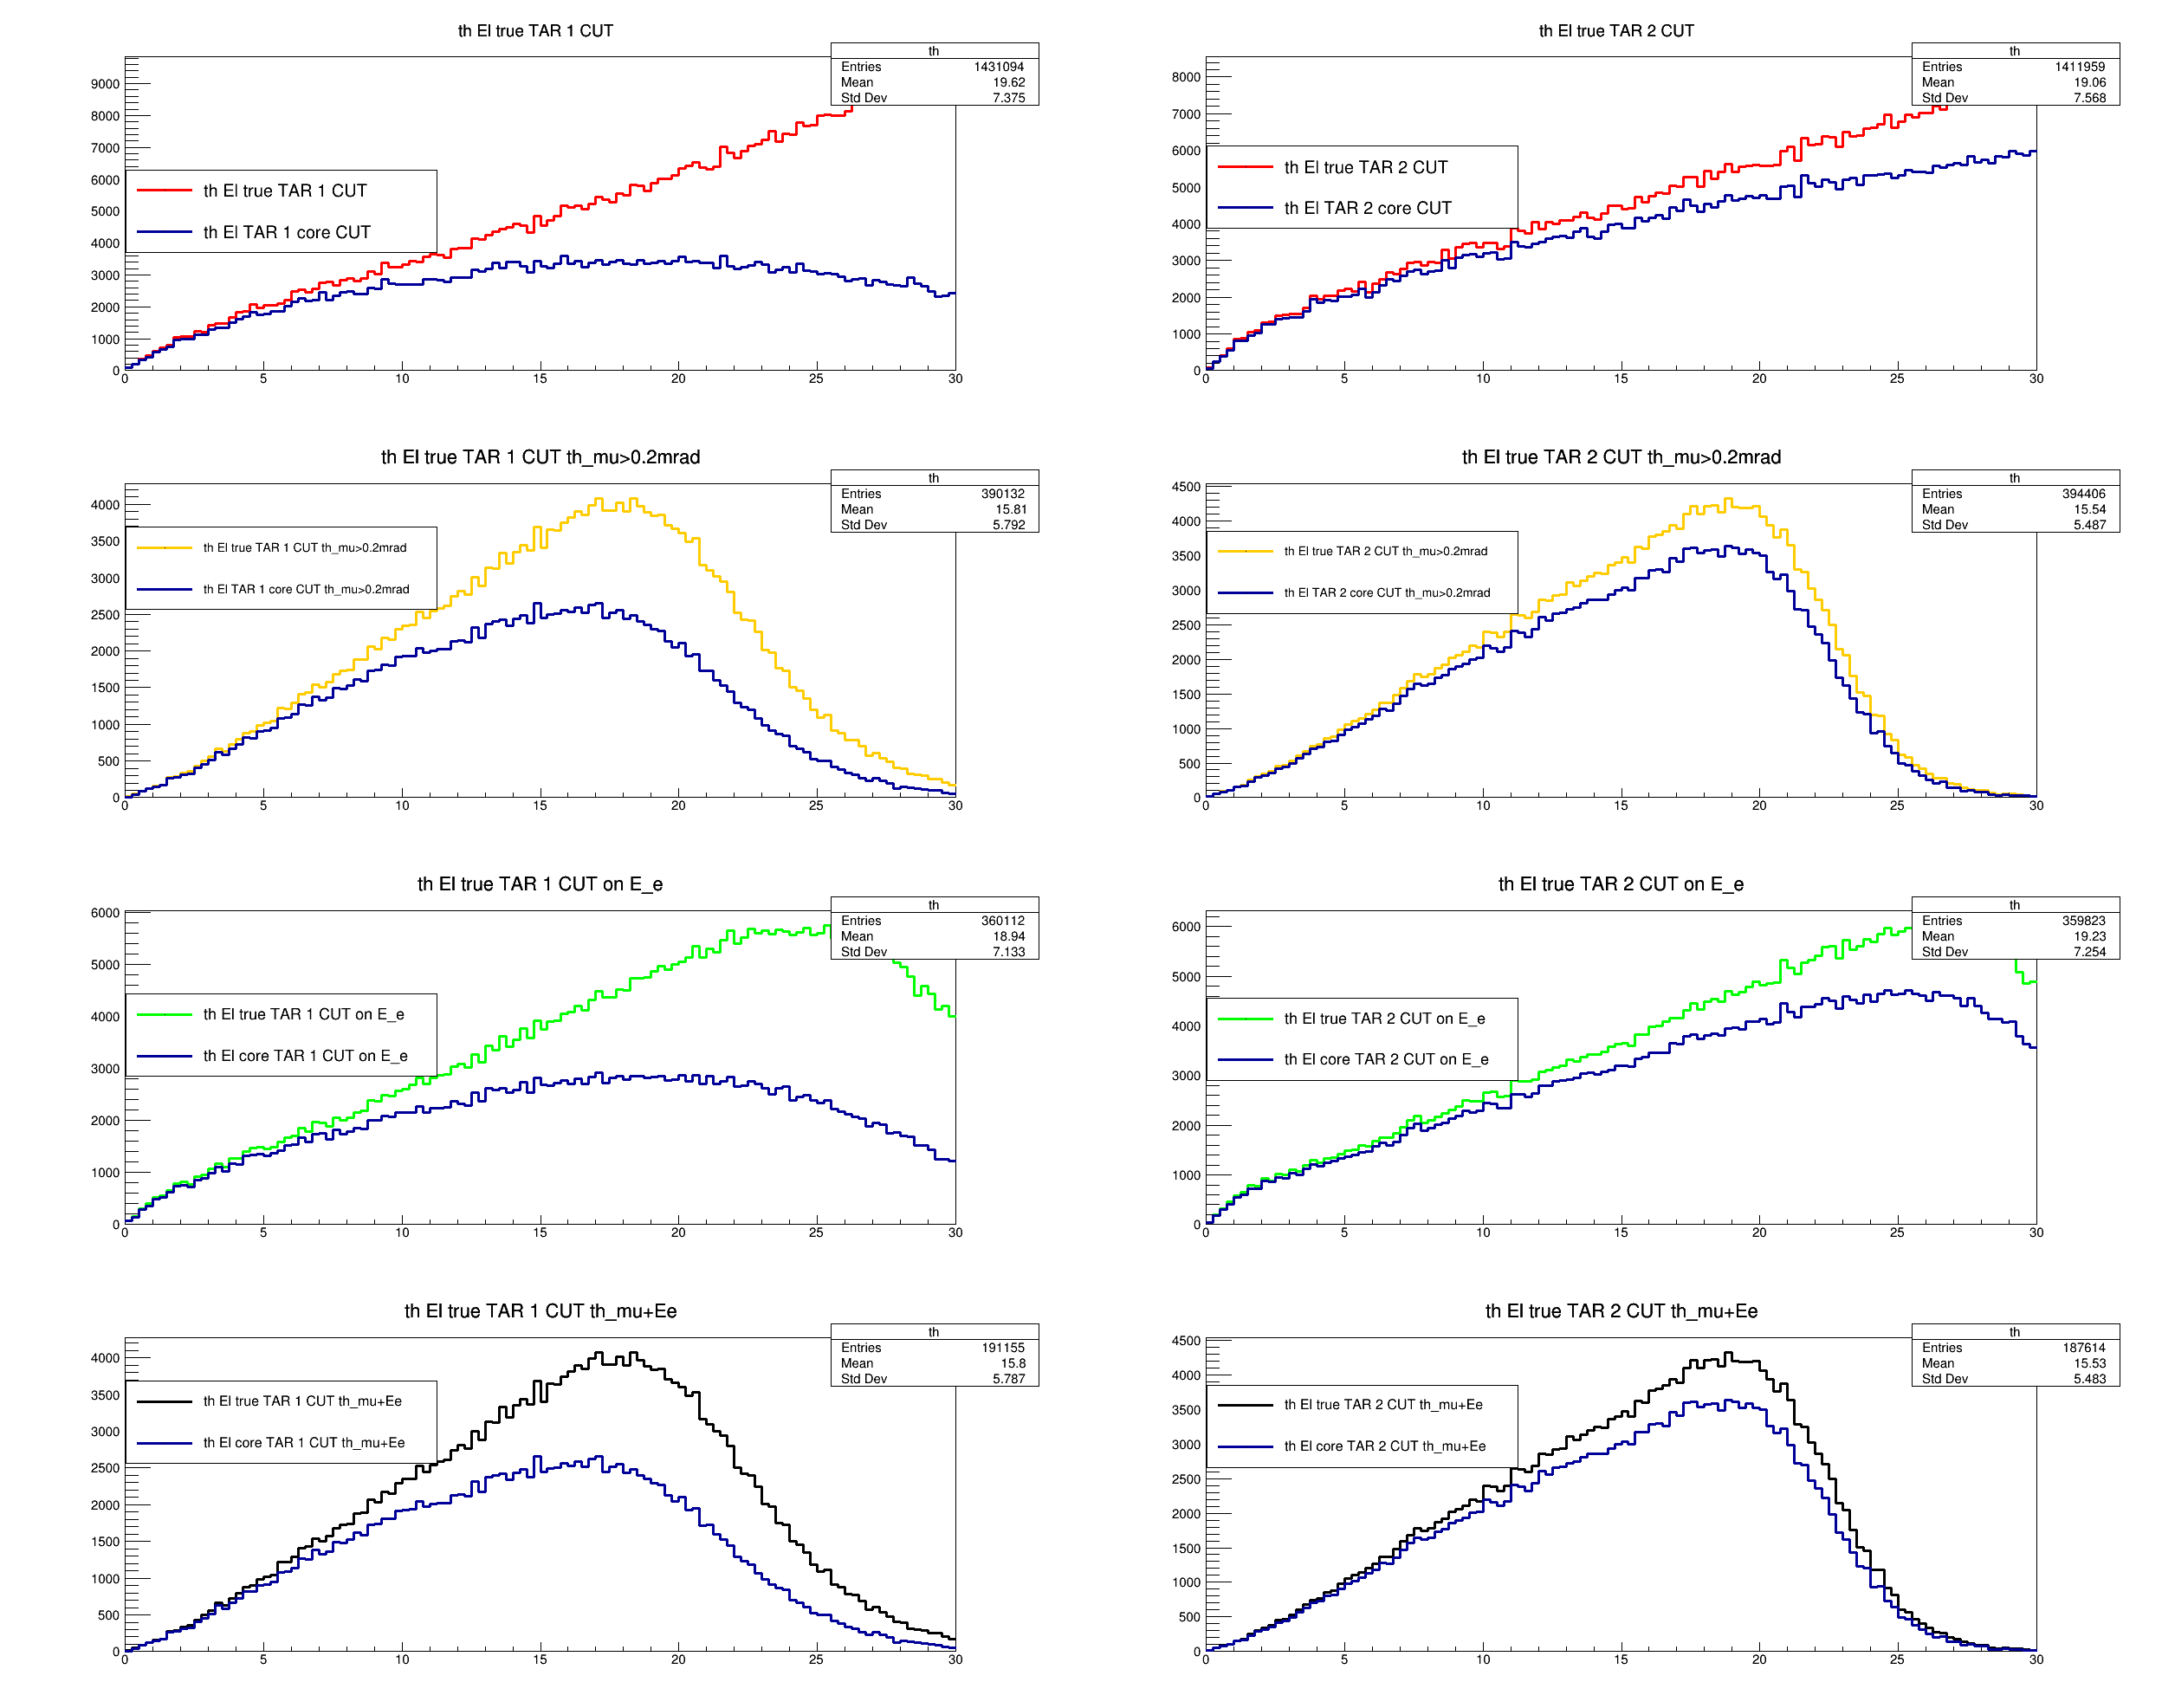 th El true TAR 1 CUT
th
Entries 1431094
Mean 19.62
Std Dev 7.375
9000
8000
7000
6000
5000
4000
3000
2000
1000
0
th El true TAR 1 CUT
th El TAR 1 core CUT
0 5 10 15 20 25 30
th El true TAR 2 CUT
th
Entries 1411959
Mean 19.06
Std Dev 7.568
8000
7000
6000
5000
4000
3000
2000
1000
0
th El true TAR 2 CUT
th El TAR 2 core CUT
0 5 10 15 20 25 30
th El true TAR 1 CUT th_mu>0.2mrad
th
Entries 390132
Mean 15.81
Std Dev 5.792
4000
3500
3000
2500
2000
1500
1000
500
0
th El true TAR 1 CUT th_mu>0.2mrad
th El TAR 1 core CUT th_mu>0.2mrad
0 5 10 15 20 25 30
th El true TAR 2 CUT th_mu>0.2mrad
th
Entries 394406
Mean 15.54
Std Dev 5.487
4500
4000
3500
3000
2500
2000
1500
1000
500
0
th El true TAR 2 CUT th_mu>0.2mrad
th El TAR 2 core CUT th_mu>0.2mrad
0 5 10 15 20 25 30
th El true TAR 1 CUT on E_e
th
Entries 360112
Mean 18.94
Std Dev 7.133
6000
5000
4000
3000
2000
1000
0
th El true TAR 1 CUT on E_e
th El core TAR 1 CUT on E_e
0 5 10 15 20 25 30
th El true TAR 2 CUT on E_e
th
Entries 359823
Mean 19.23
Std Dev 7.254
6000
5000
4000
3000
2000
1000
0
th El true TAR 2 CUT on E_e
th El core TAR 2 CUT on E_e
0 5 10 15 20 25 30
th El true TAR 1 CUT th_mu+Ee
th
Entries 191155
Mean 15.8
Std Dev 5.787
4000
3500
3000
2500
2000
1500
1000
500
0
th El true TAR 1 CUT th_mu+Ee
th El core TAR 1 CUT th_mu+Ee
0 5 10 15 20 25 30
th El true TAR 2 CUT th_mu+Ee
th
Entries 187614
Mean 15.53
Std Dev 5.483
4500
4000
3500
3000
2500
2000
1500
1000
500
0
th El true TAR 2 CUT th_mu+Ee
th El core TAR 2 CUT th_mu+Ee
0 5 10 15 20 25 30